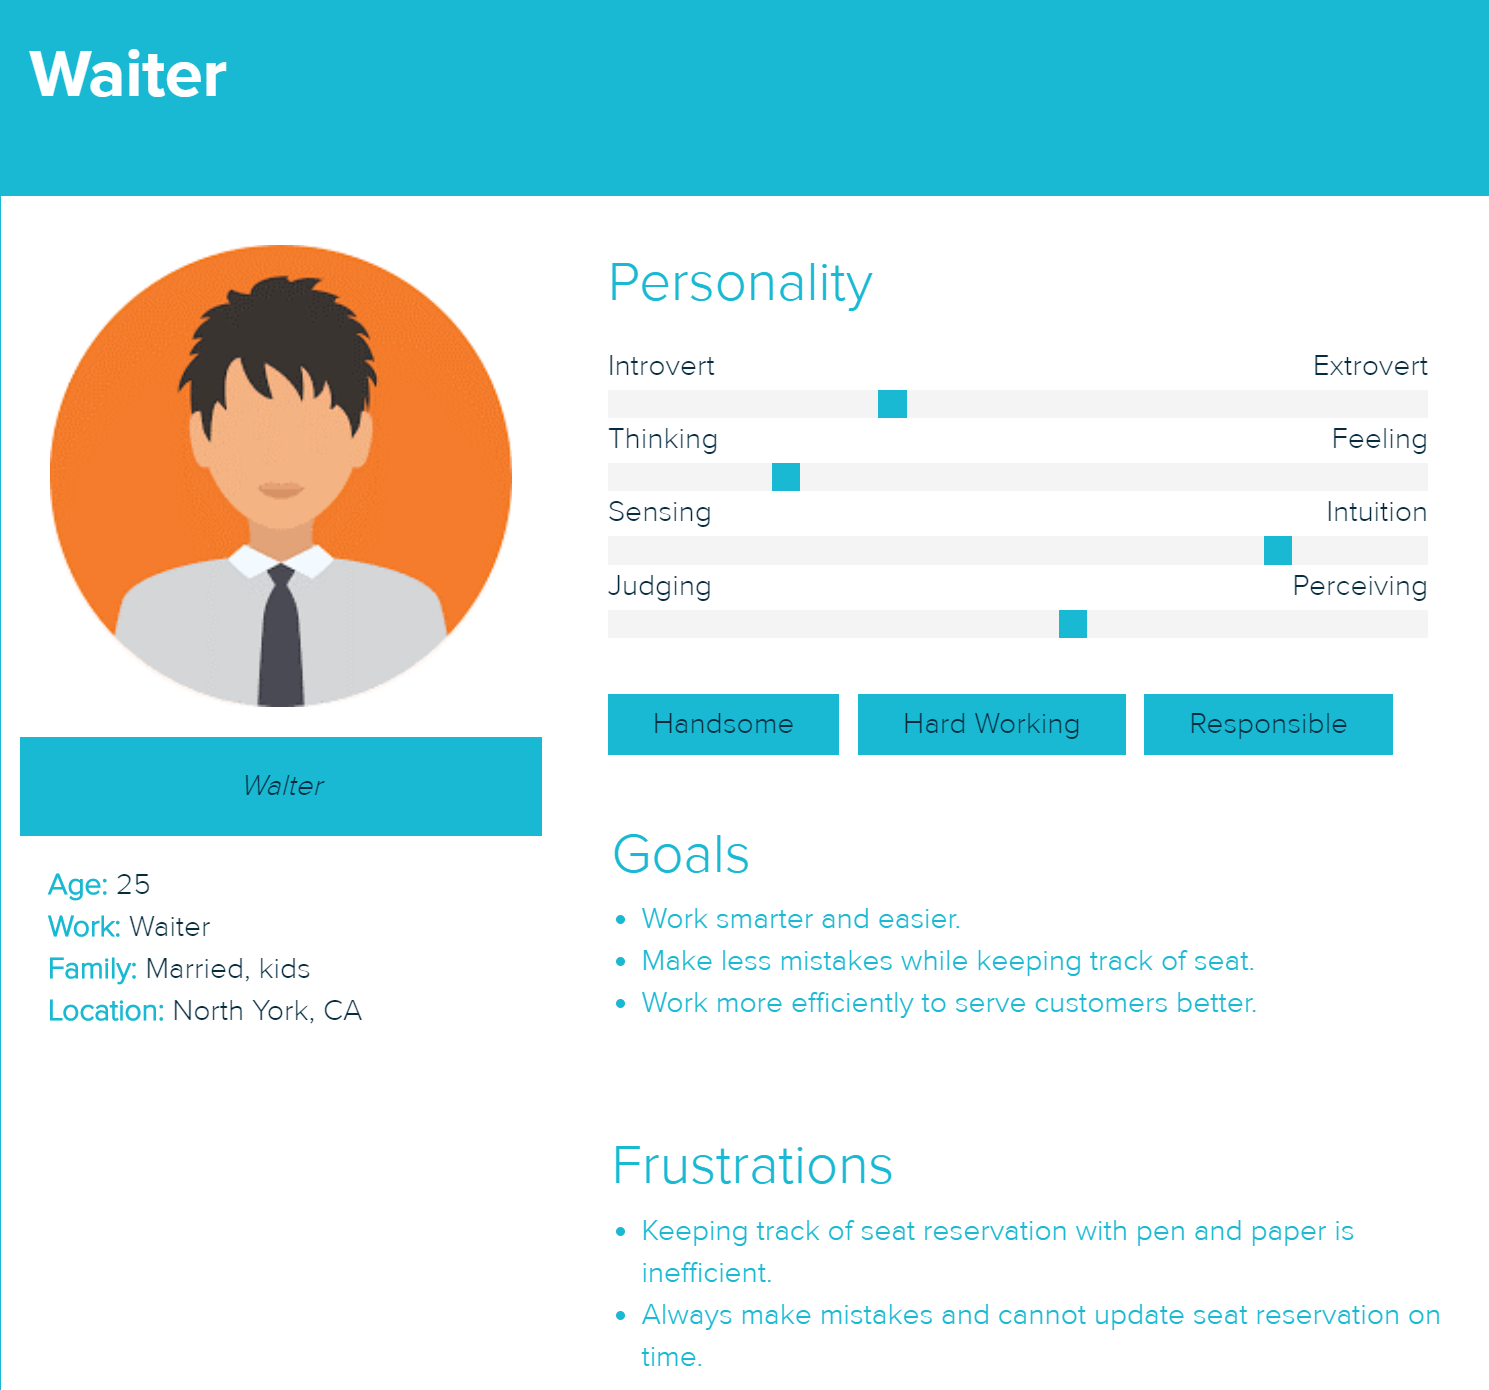 Waiter
Walter
Age: 25
Work: Waiter
Family: Married, kids
Location: North York, CA
Personality
Introvert Extrovert
Thinking Feeling
Sensing Intuition
Judging Perceiving
Handsome Hard Working Responsible
Goals
• Work smarter and easier.
• Make less mistakes while keeping track of seat.
• Work more efficiently to serve customers better.
Frustrations
• Keeping track of seat reservation with pen and paper is
inefficient.
• Always make mistakes and cannot update seat reservation on
time.